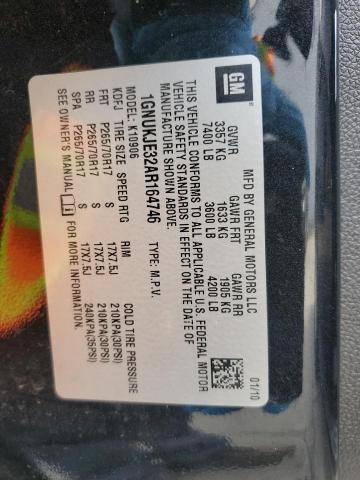 GM
MFD BY GENERAL MOTORS LLC 01/10
GVWR GAWR FRT GAWR RR
3357 KG 1633 KG 1905 KG
7400 LB 3600 LB 4200 LB
THIS VEHICLE CONFORMS TO ALL APPLICABLE U.S. FEDERAL MOTOR
VEHICLE SAFETY STANDARDS IN EFFECT ON THE DATE OF
MANUFACTURE SHOWN ABOVE.
1GNUKJE32AR164746 TYPE: M.P.V.
MODEL: K10906
KDFJ TIRE SIZE SPEED RTG RIM COLD TIRE PRESSURE
FRT P265/70R17 S 17X7.5J 210KPA(30PSI)
RR P265/70R17 S 17X7.5J 210KPA(30PSI)
SPA P265/70R17 S 17X7.5J 240KPA(35PSI)
SEE OWNER'S MANUAL FOR MORE INFORMATION.